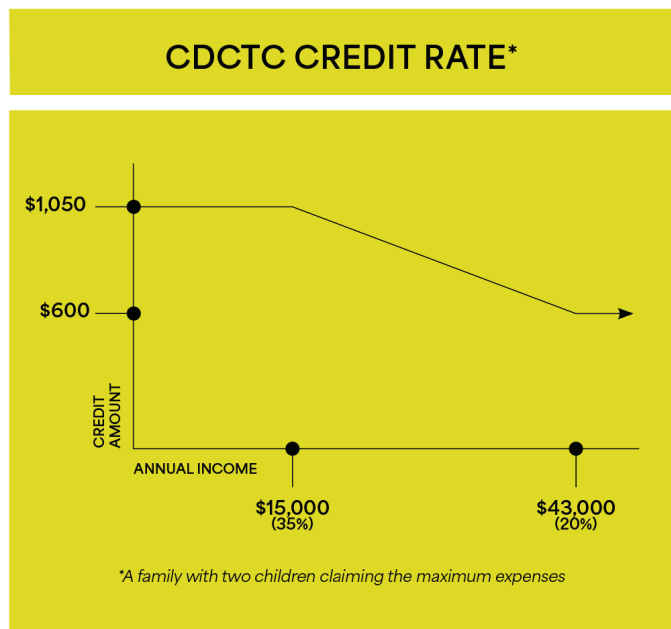 CDCTC CREDIT RATE*
$1,050
$600
CREDIT
AMOUNT
ANNUAL INCOME
$15,000
(35%)
$43,000
(20%)
*A family with two children claiming the maximum expenses